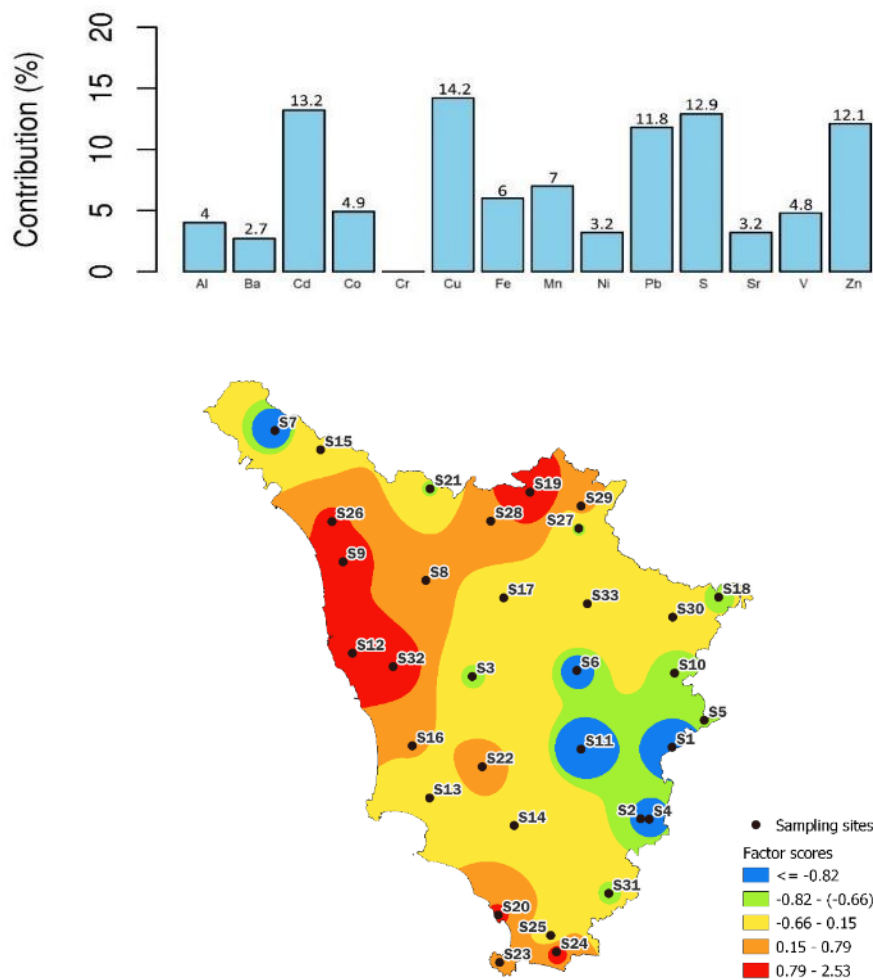 Contribution (%)
20
15
10
5
0
4
2.7
13.2
4.9
14.2
6
7
3.2
11.8
12.9
3.2
4.8
12.1
Al Ba Cd Co Cr Cu Fe Mn Ni Pb S Sr V Zn
S7
S15
S21
S19
S29
S26
S28
S27
S9
S8
S17
S33
S18
S30
S12
S32
S3
S6
S10
S5
S16
S11
S1
S22
S13
S14
S2
S4
S31
S20
S25
S24
S23
Sampling sites
Factor scores
<= -0.82
-0.82 - (-0.66)
-0.66 - 0.15
0.15 - 0.79
0.79 - 2.53